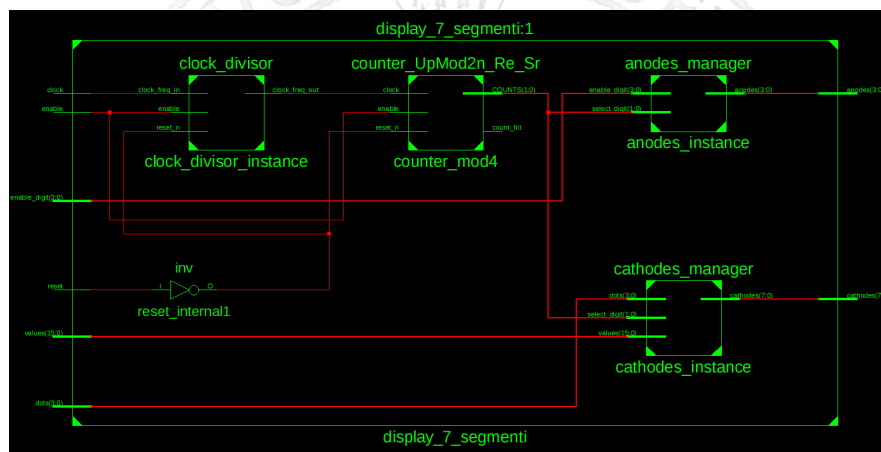 display_7_segmenti:1
clock_divisor
counter_UpMod2n_Re_Sr
anodes_manager
clock
clock_freq_in
clock_freq_out
clock
COUNTS(1:0)
enable_digit(3:0)
anodes(3:0)
anodes(3:0
enable
enable
enable
select_digit(1:0)
reset_n
reset_n
count_hit
clock_divisor_instance
counter_mod4
anodes_instance
enable_digit(3:0)
inv
cathodes_manager
reset
I
O
dots(3:0)
cathodes(7:0)
cathodes(7
reset_internal1
select_digit(1:0)
values(15:0)
values(15:0)
cathodes_instance
dots(3:0)
display_7_segmenti